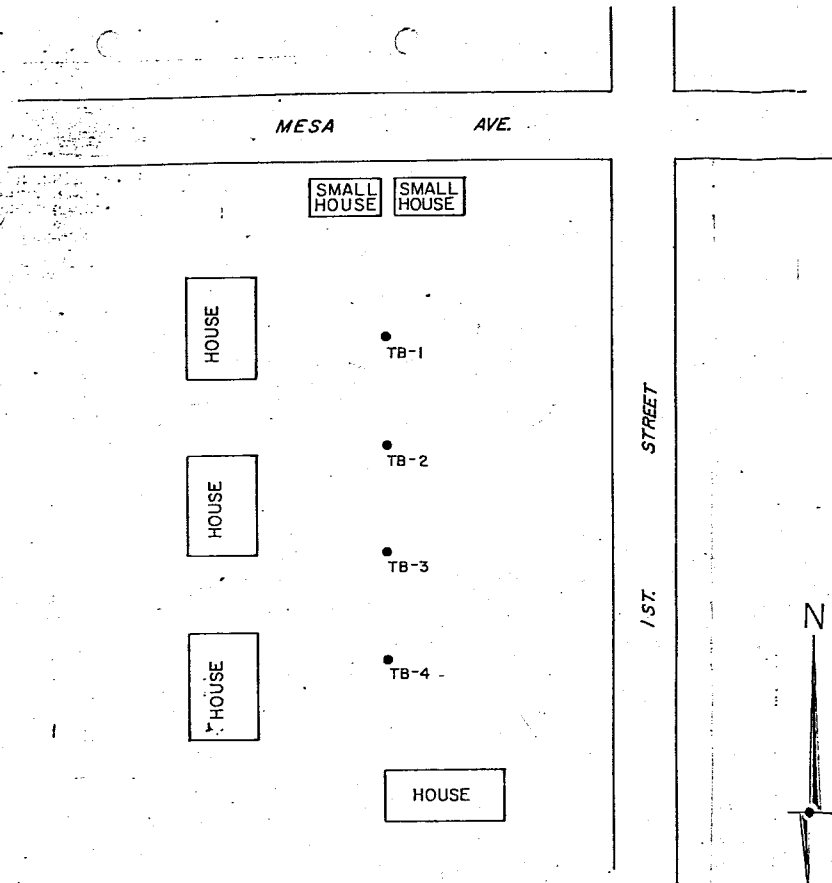 MESA AVE.
SMALL
HOUSE
SMALL
HOUSE
HOUSE
TB-1
STREET
TB-2
HOUSE
TB-3
1ST.
N
HOUSE
TB-4
HOUSE